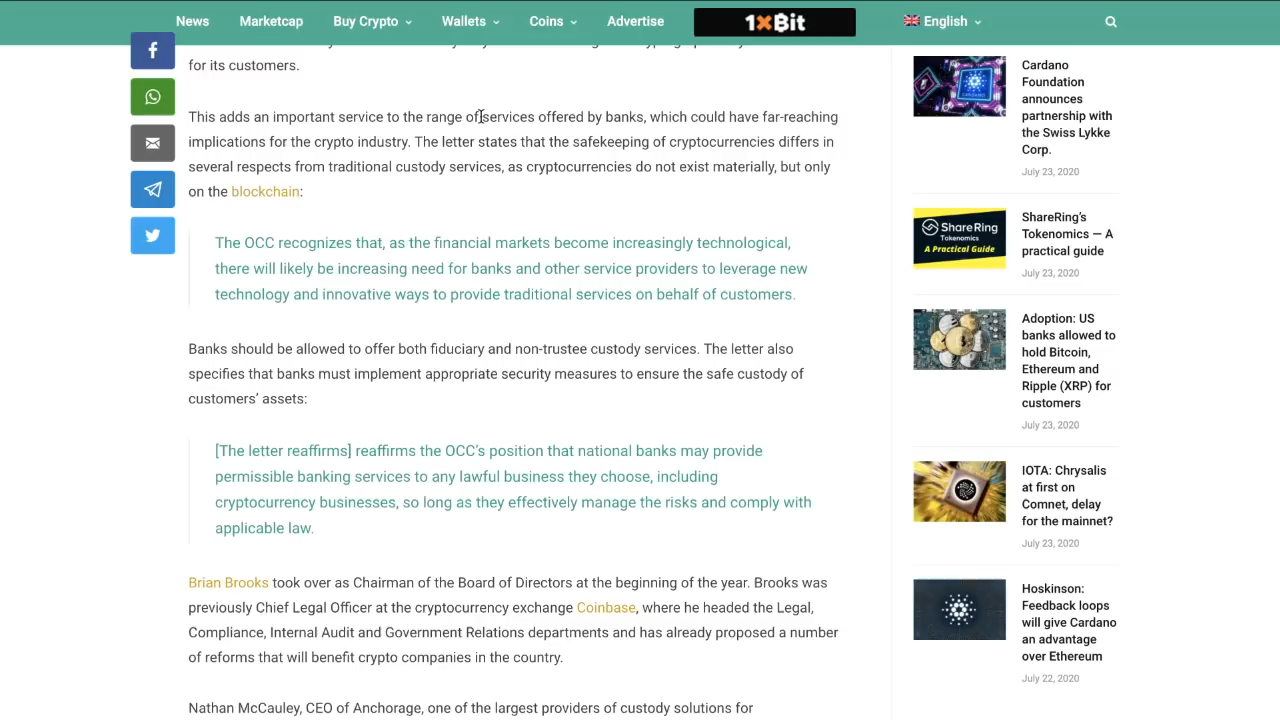 News Marketcap Buy Crypto Wallets Coins Advertise 1xBit English
for its customers.
This adds an important service to the range of services offered by banks, which could have far-reaching
implications for the crypto industry. The letter states that the safekeeping of cryptocurrencies differs in
several respects from traditional custody services, as cryptocurrencies do not exist materially, but only
on the blockchain:
The OCC recognizes that, as the financial markets become increasingly technological,
there will likely be increasing need for banks and other service providers to leverage new
technology and innovative ways to provide traditional services on behalf of customers.
Banks should be allowed to offer both fiduciary and non-trustee custody services. The letter also
specifies that banks must implement appropriate security measures to ensure the safe custody of
customers’ assets:
[The letter reaffirms] reaffirms the OCC’s position that national banks may provide
permissible banking services to any lawful business they choose, including
cryptocurrency businesses, so long as they effectively manage the risks and comply with
applicable law.
Brian Brooks took over as Chairman of the Board of Directors at the beginning of the year. Brooks was
previously Chief Legal Officer at the cryptocurrency exchange Coinbase, where he headed the Legal,
Compliance, Internal Audit and Government Relations departments and has already proposed a number
of reforms that will benefit crypto companies in the country.
Nathan McCauley, CEO of Anchorage, one of the largest providers of custody solutions for
Cardano
Foundation
announces
partnership with
the Swiss Lykke
Corp.
July 23, 2020
ShareRing
Tokenomics
A Practical Guide
ShareRing’s
Tokenomics — A
practical guide
July 23, 2020
Adoption: US
banks allowed to
hold Bitcoin,
Ethereum and
Ripple (XRP) for
customers
July 23, 2020
IOTA: Chrysalis
at first on
Comnet, delay
for the mainnet?
July 23, 2020
Hoskinson:
Feedback loops
will give Cardano
an advantage
over Ethereum
July 22, 2020